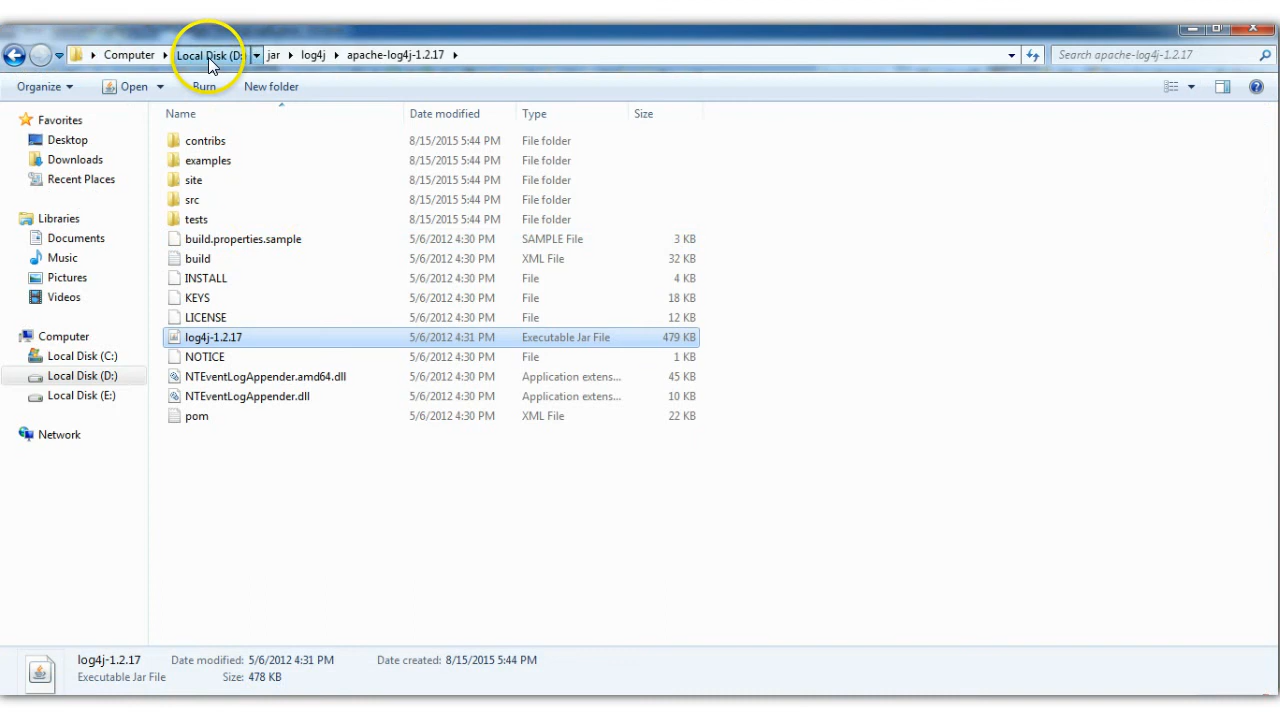 Computer Local Disk (D:) jar log4j apache-log4j-1.2.17 Search apache-log4j-1.2.17
Organize Open Burn New folder
Name Date modified Type Size
Favorites
Desktop
Downloads
Recent Places
Libraries
Documents
Music
Pictures
Videos
Computer
Local Disk (C:)
Local Disk (D:)
Local Disk (E:)
Network
contribs 8/15/2015 5:44 PM File folder
examples 8/15/2015 5:44 PM File folder
site 8/15/2015 5:44 PM File folder
src 8/15/2015 5:44 PM File folder
tests 8/15/2015 5:44 PM File folder
build.properties.sample 5/6/2012 4:30 PM SAMPLE File 3 KB
build 5/6/2012 4:30 PM XML File 32 KB
INSTALL 5/6/2012 4:30 PM File 4 KB
KEYS 5/6/2012 4:30 PM File 18 KB
LICENSE 5/6/2012 4:30 PM File 12 KB
log4j-1.2.17 5/6/2012 4:31 PM Executable Jar File 479 KB
NOTICE 5/6/2012 4:30 PM File 1 KB
NTEventLogAppender.amd64.dll 5/6/2012 4:30 PM Application extens... 45 KB
NTEventLogAppender.dll 5/6/2012 4:30 PM Application extens... 10 KB
pom 5/6/2012 4:30 PM XML File 22 KB
log4j-1.2.17 Date modified: 5/6/2012 4:31 PM Date created: 8/15/2015 5:44 PM
Executable Jar File Size: 478 KB